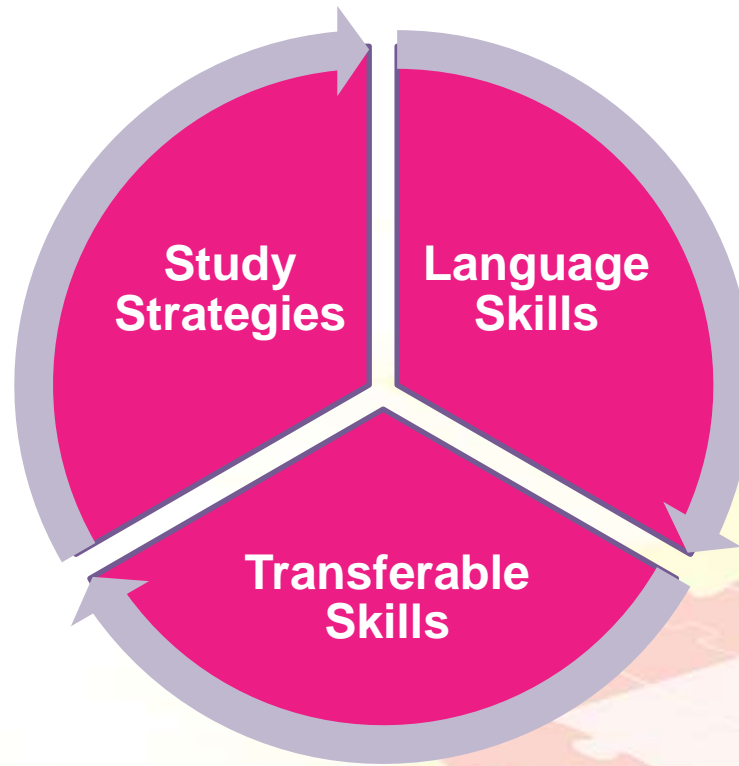 Study
Strategies
Language
Skills
Transferable
Skills